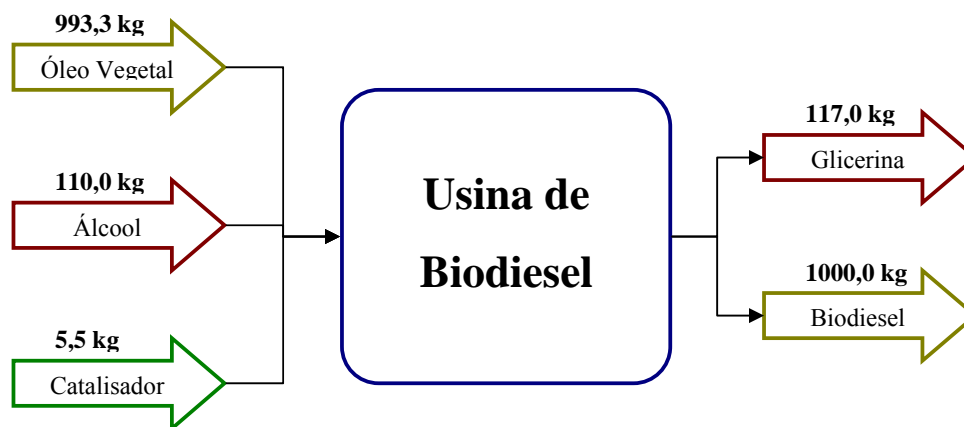 993,3 kg
Óleo Vegetal
110,0 kg
Álcool
5,5 kg
Catalisador
Usina de
Biodiesel
117,0 kg
Glicerina
1000,0 kg
Biodiesel